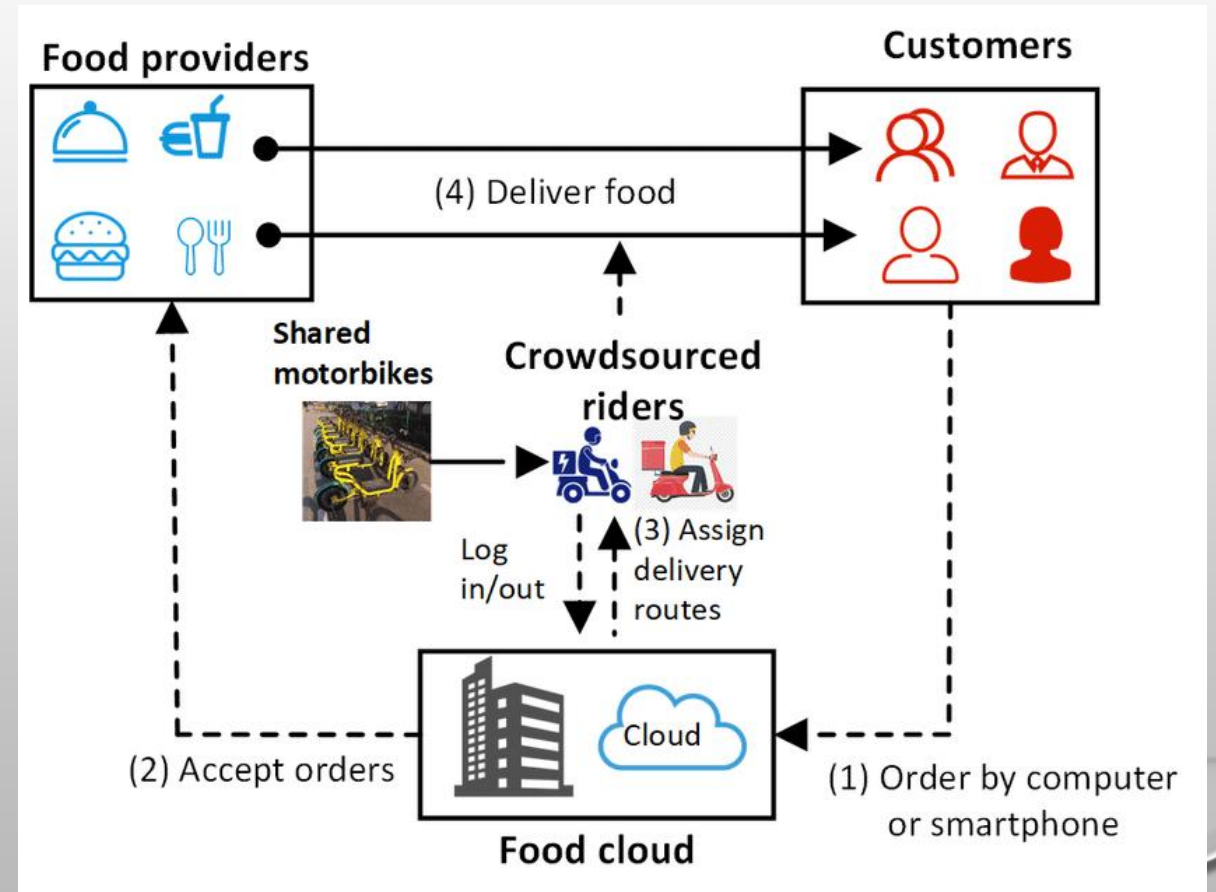 Food providers
Customers
(4) Deliver food
Shared
motorbikes
Crowdsourced
riders
Log
in/out
(3) Assign
delivery
routes
Cloud
(2) Accept orders
(1) Order by computer
or smartphone
Food cloud